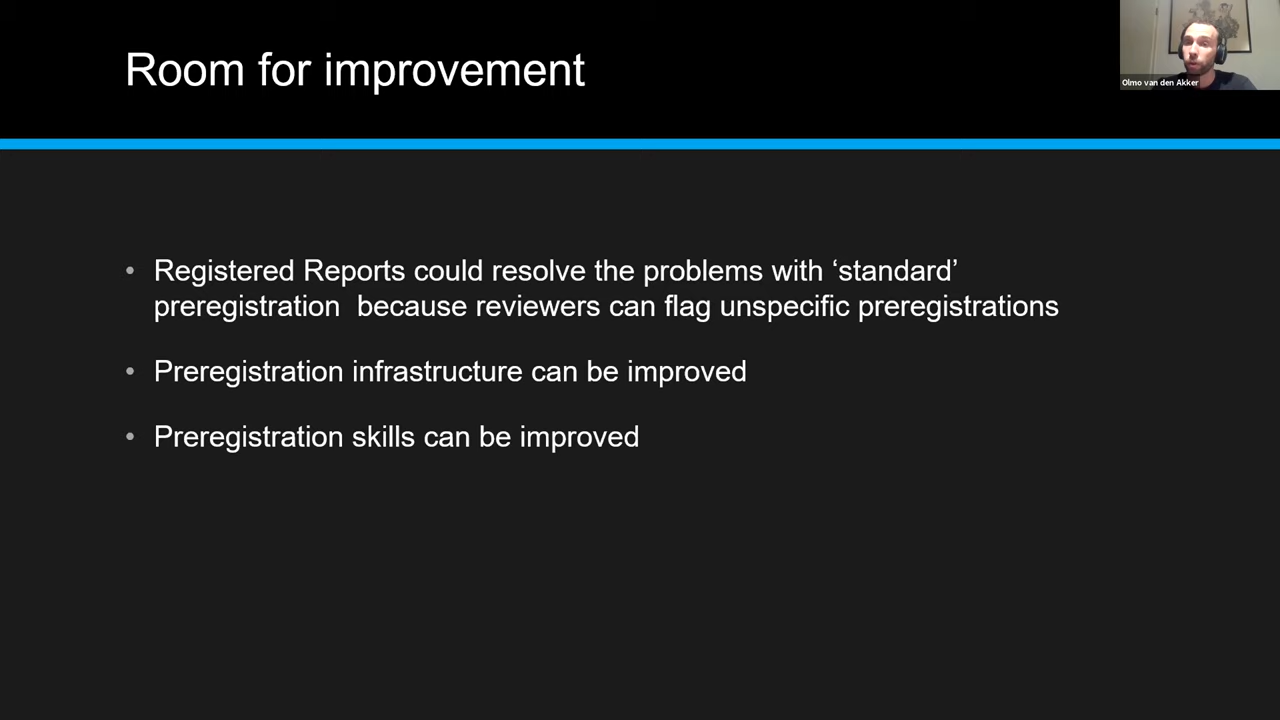 Room for improvement
Olmo van den Akker
• Registered Reports could resolve the problems with ‘standard’
preregistration  because reviewers can flag unspecific preregistrations
• Preregistration infrastructure can be improved
• Preregistration skills can be improved